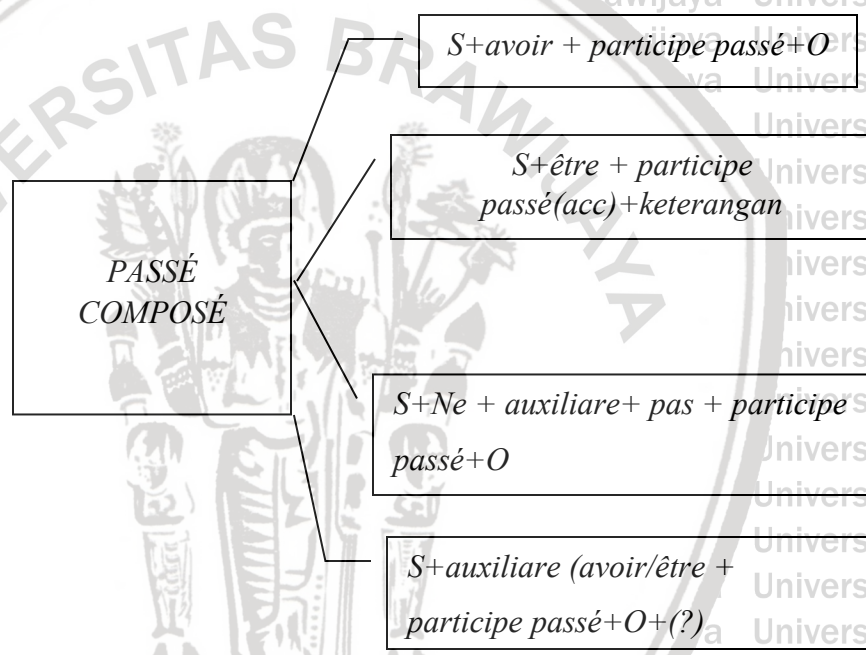 S+avoir + participe passé+O
S+être + participe
passé(acc)+keterangan
PASSÉ
COMPOSÉ
S+Ne + auxiliare+ pas + participe
passé+O
S+auxiliare (avoir/être +
participe passé+O+(?)
UNIVERSITAS BRAWIJAYA